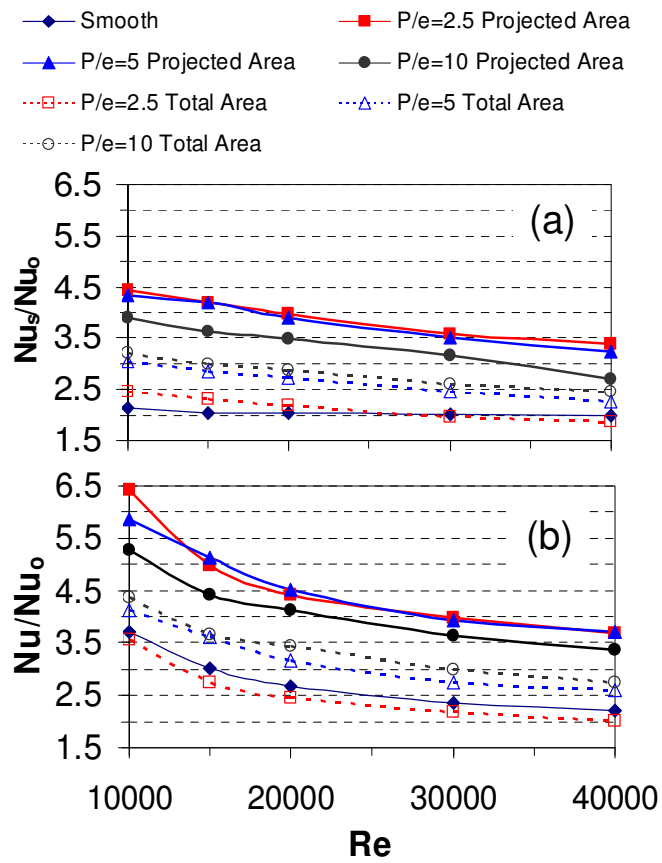 Smooth P/e=2.5 Projected Area
P/e=5 Projected Area P/e=10 Projected Area
P/e=2.5 Total Area P/e=5 Total Area
P/e=10 Total Area
6.5
(a)
5.5
4.5
3.5
2.5
1.5
Nus/Nuo
6.5
(b)
5.5
4.5
3.5
2.5
1.5
Nu/Nuo
10000 20000 30000 40000
Re